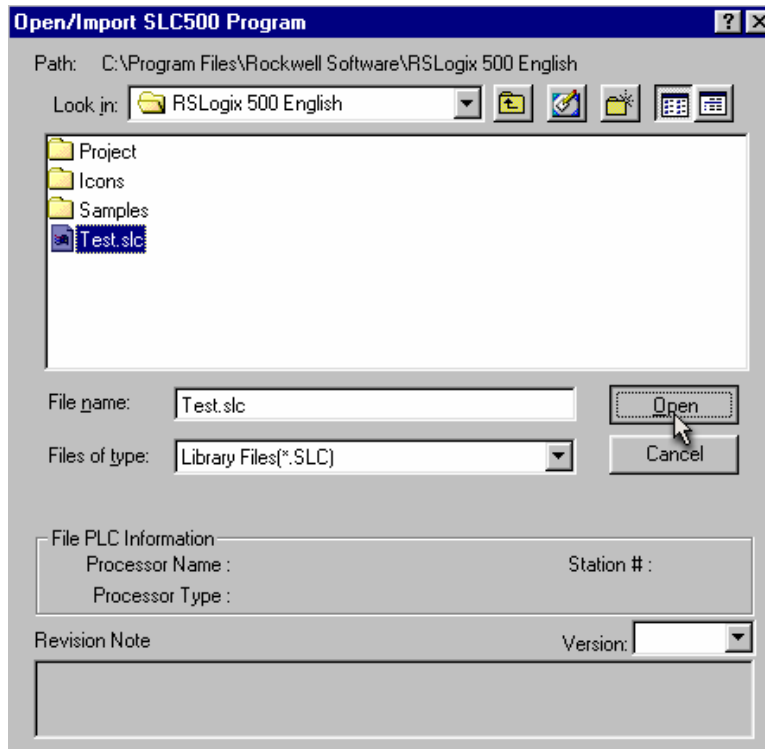 Open/Import SLC500 Program
Path: C:\Program Files\Rockwell Software\RSLogix 500 English
Look in: RSLogix 500 English
Project
Icons
Samples
Test.slc
File name: Test.slc Open
Files of type: Library Files(*.SLC) Cancel
File PLC Information
Processor Name : Station # :
Processor Type :
Revision Note Version: